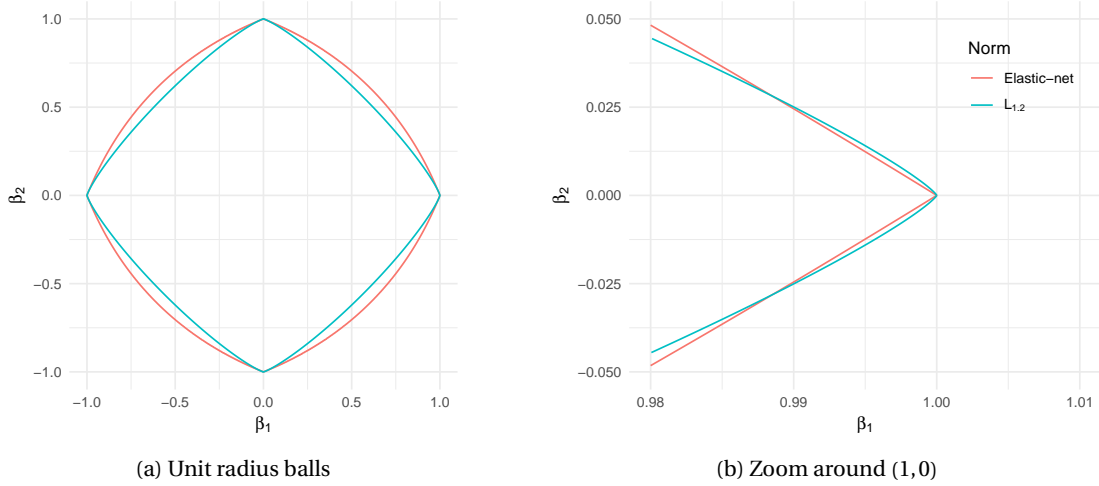 1.0
0.5
0.0
−0.5
−1.0
β2
−1.0 −0.5 0.0 0.5 1.0
β1
(a) Unit radius balls
0.050
0.025
0.000
−0.025
−0.050
β2
0.98 0.99 1.00 1.01
β1
Norm
Elastic−net
L1.2
(b) Zoom around (1,0)